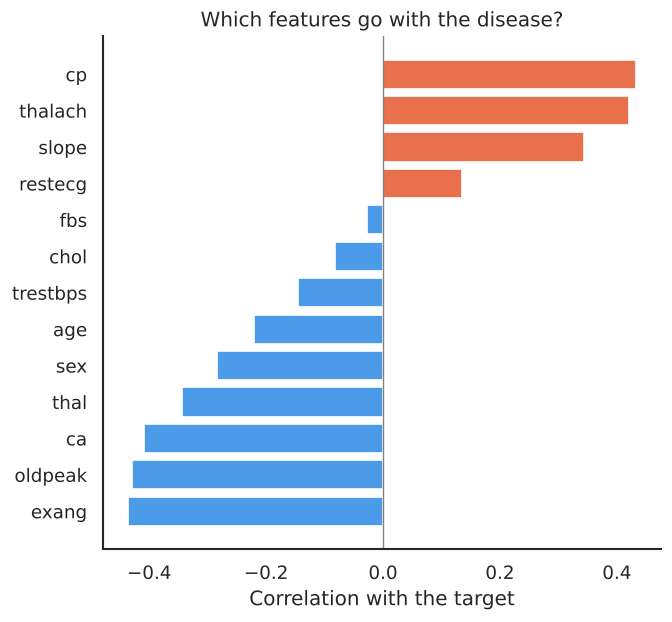 Which features go with the disease?
cp
thalach
slope
restecg
fbs
chol
trestbps
age
sex
thal
ca
oldpeak
exang
−0.4 −0.2 0.0 0.2 0.4
Correlation with the target